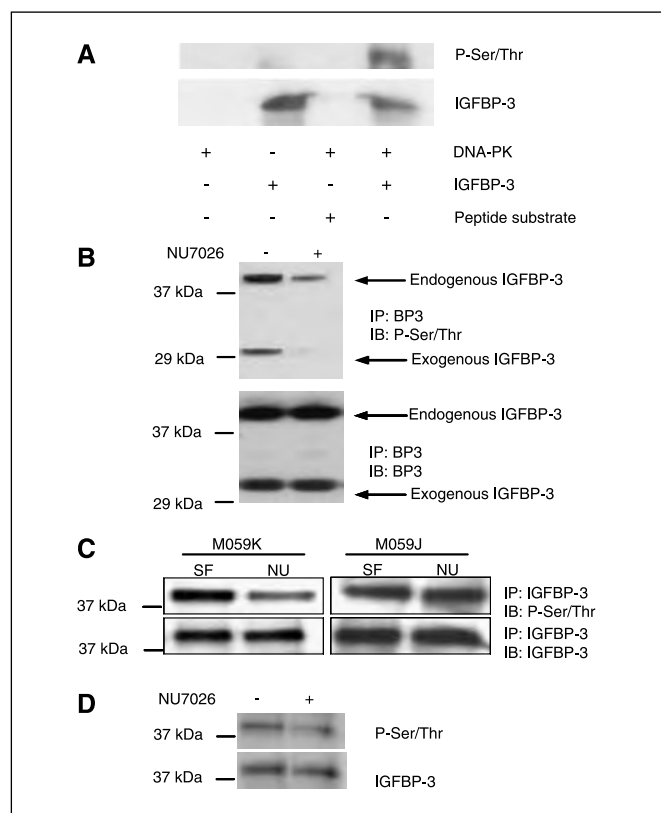 A
P-Ser/Thr
IGFBP-3
+ - + + DNA-PK
- + - + IGFBP-3
- - + - Peptide substrate
B
NU7026 - +
Endogenous IGFBP-3
37 kDa
IP: BP3
IB: P-Ser/Thr
29 kDa
Exogenous IGFBP-3
Endogenous IGFBP-3
37 kDa
IP: BP3
IB: BP3
Exogenous IGFBP-3
29 kDa
C
M059K M059J
SF NU SF NU
IP: IGFBP-3
37 kDa
IB: P-Ser/Thr
IP: IGFBP-3
37 kDa
IB: IGFBP-3
D
NU7026 - +
37 kDa
P-Ser/Thr
37 kDa
IGFBP-3